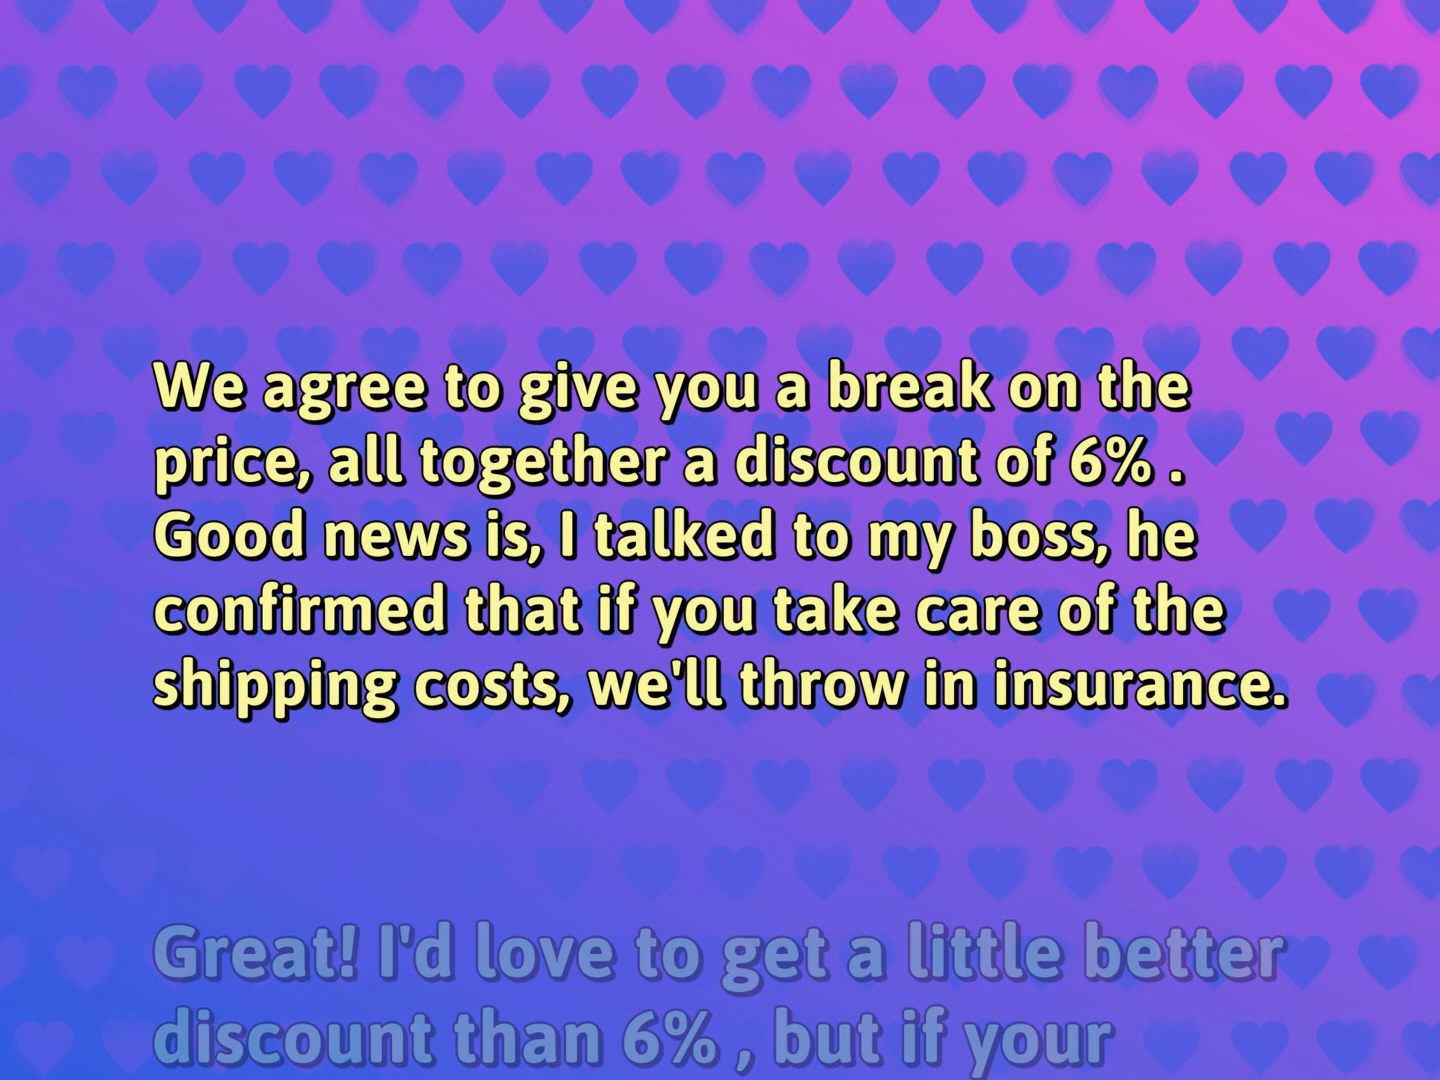 We agree to give you a break on the
price, all together a discount of 6% .
Good news is, I talked to my boss, he
confirmed that if you take care of the
shipping costs, we'll throw in insurance.
Great! I'd love to get a little better
discount than 6% , but if your